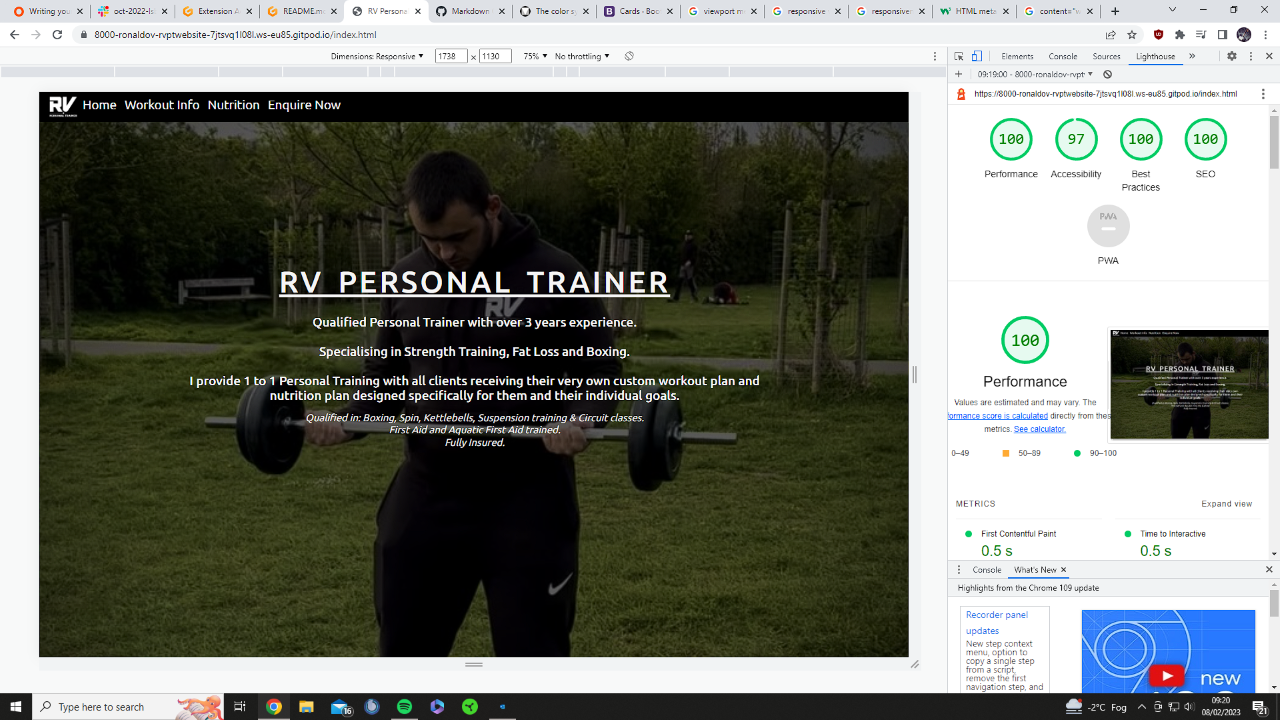 Writing you
oct-2022-ls
Extension A
README.m
RV Persona
Markdown
The color sy
Cards · Boo
viewport m
responsive
responsive
HTML meta
content="w
8000-ronaldov-rvptwebsite-7jtsvq1l08l.ws-eu85.gitpod.io/index.html
Dimensions: Responsive 1738 x 1130 75% No throttling
Elements Console Sources Lighthouse
09:19:00 - 8000-ronaldov-rvpt
https://8000-ronaldov-rvptwebsite-7jtsvq1l08l.ws-eu85.gitpod.io/index.html
RV Home Workout Info Nutrition Enquire Now
PERSONAL TRAINER
RV PERSONAL TRAINER
Qualified Personal Trainer with over 3 years experience.
Specialising in Strength Training, Fat Loss and Boxing.
I provide 1 to 1 Personal Training with all clients receiving their very own custom workout plan and
nutrition plan designed specifically for them and their individual goals.
Qualified in: Boxing, Spin, Kettlebells, Suspension training & Circuit classes.
First Aid and Aquatic First Aid trained.
Fully Insured.
RV
100 97 100 100
Performance Accessibility Best Practices SEO
PWA
PWA
100
Performance
Values are estimated and may vary. The
formance score is calculated directly from thes
metrics. See calculator.
0–49 50–89 90–100
RV PERSONAL TRAINER
METRICS Expand view
First Contentful Paint Time to Interactive
0.5 s 0.5 s
Console What's New
Highlights from the Chrome 109 update
Recorder panel
updates
New step context
menu, option to
copy a single step
from a script,
remove the first
navigation step, and
new
Type here to search
16
-2°C Fog
09:20
08/02/2023
21